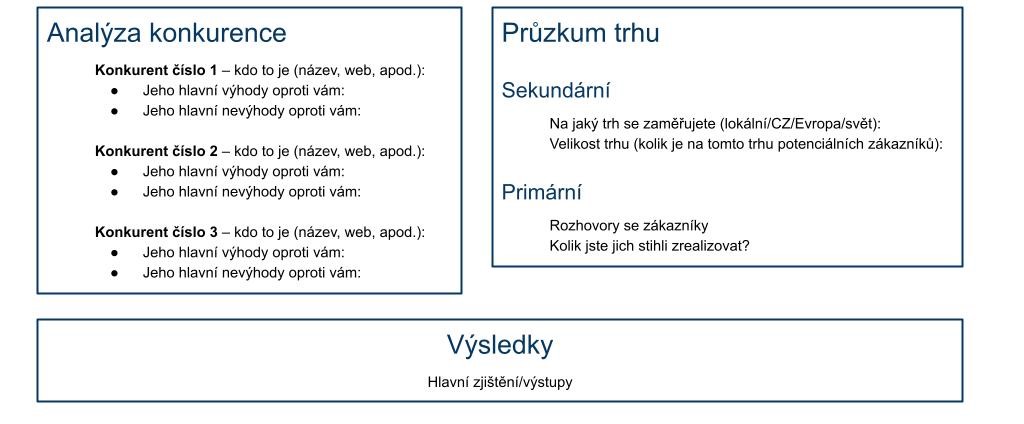 Analýza konkurence
Konkurent číslo 1 – kdo to je (název, web, apod.):
● Jeho hlavní výhody oproti vám:
● Jeho hlavní nevýhody oproti vám:
Konkurent číslo 2 – kdo to je (název, web, apod.):
● Jeho hlavní výhody oproti vám:
● Jeho hlavní nevýhody oproti vám:
Konkurent číslo 3 – kdo to je (název, web, apod.):
● Jeho hlavní výhody oproti vám:
● Jeho hlavní nevýhody oproti vám:
Průzkum trhu
Sekundární
Na jaký trh se zaměřujete (lokální/CZ/Evropa/svět):
Velikost trhu (kolik je na tomto trhu potenciálních zákazníků):
Primární
Rozhovory se zákazníky
Kolik jste jich stihli zrealizovat?
Výsledky
Hlavní zjištění/výstupy